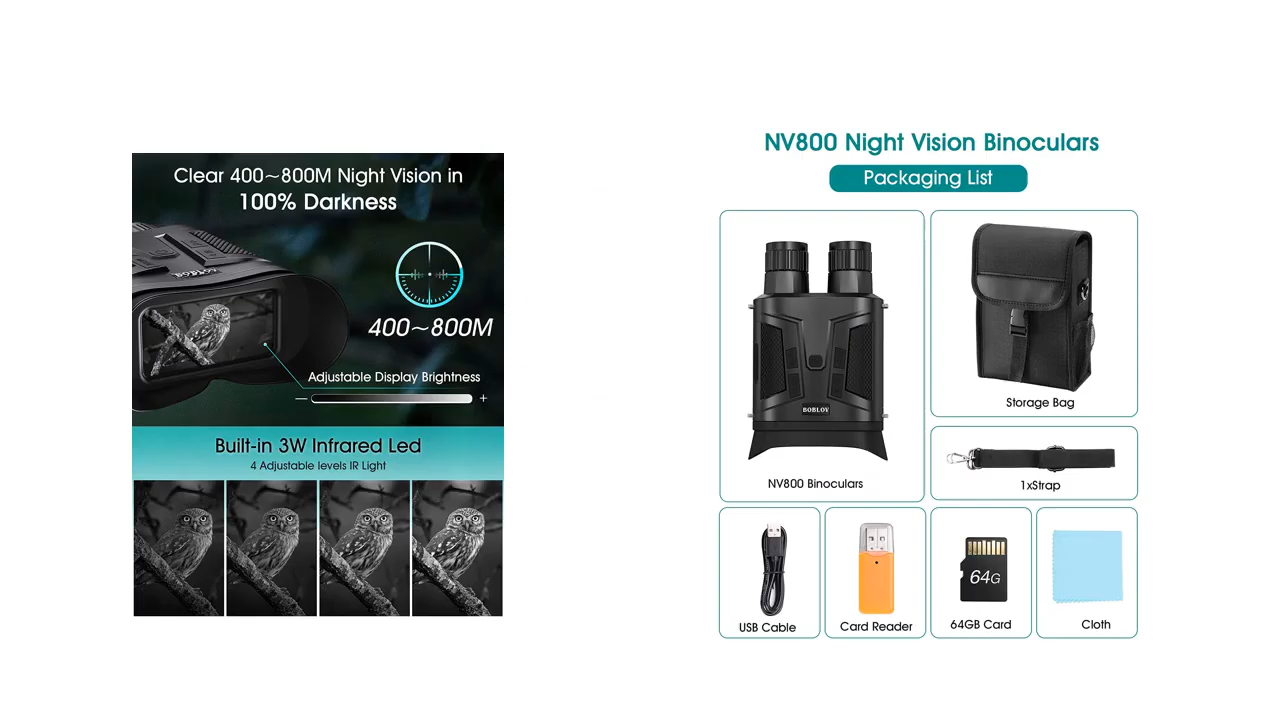 Clear 400~800M Night Vision in
100% Darkness
BOBLOV
400~800M
Adjustable Display Brightness
— +
Built-in 3W Infrared Led
4 Adjustable levels IR Light
NV800 Night Vision Binoculars
Packaging List
BOBLOV
NV800 Binoculars
Storage Bag
1xStrap
USB Cable
Card Reader
64G
64GB Card
Cloth